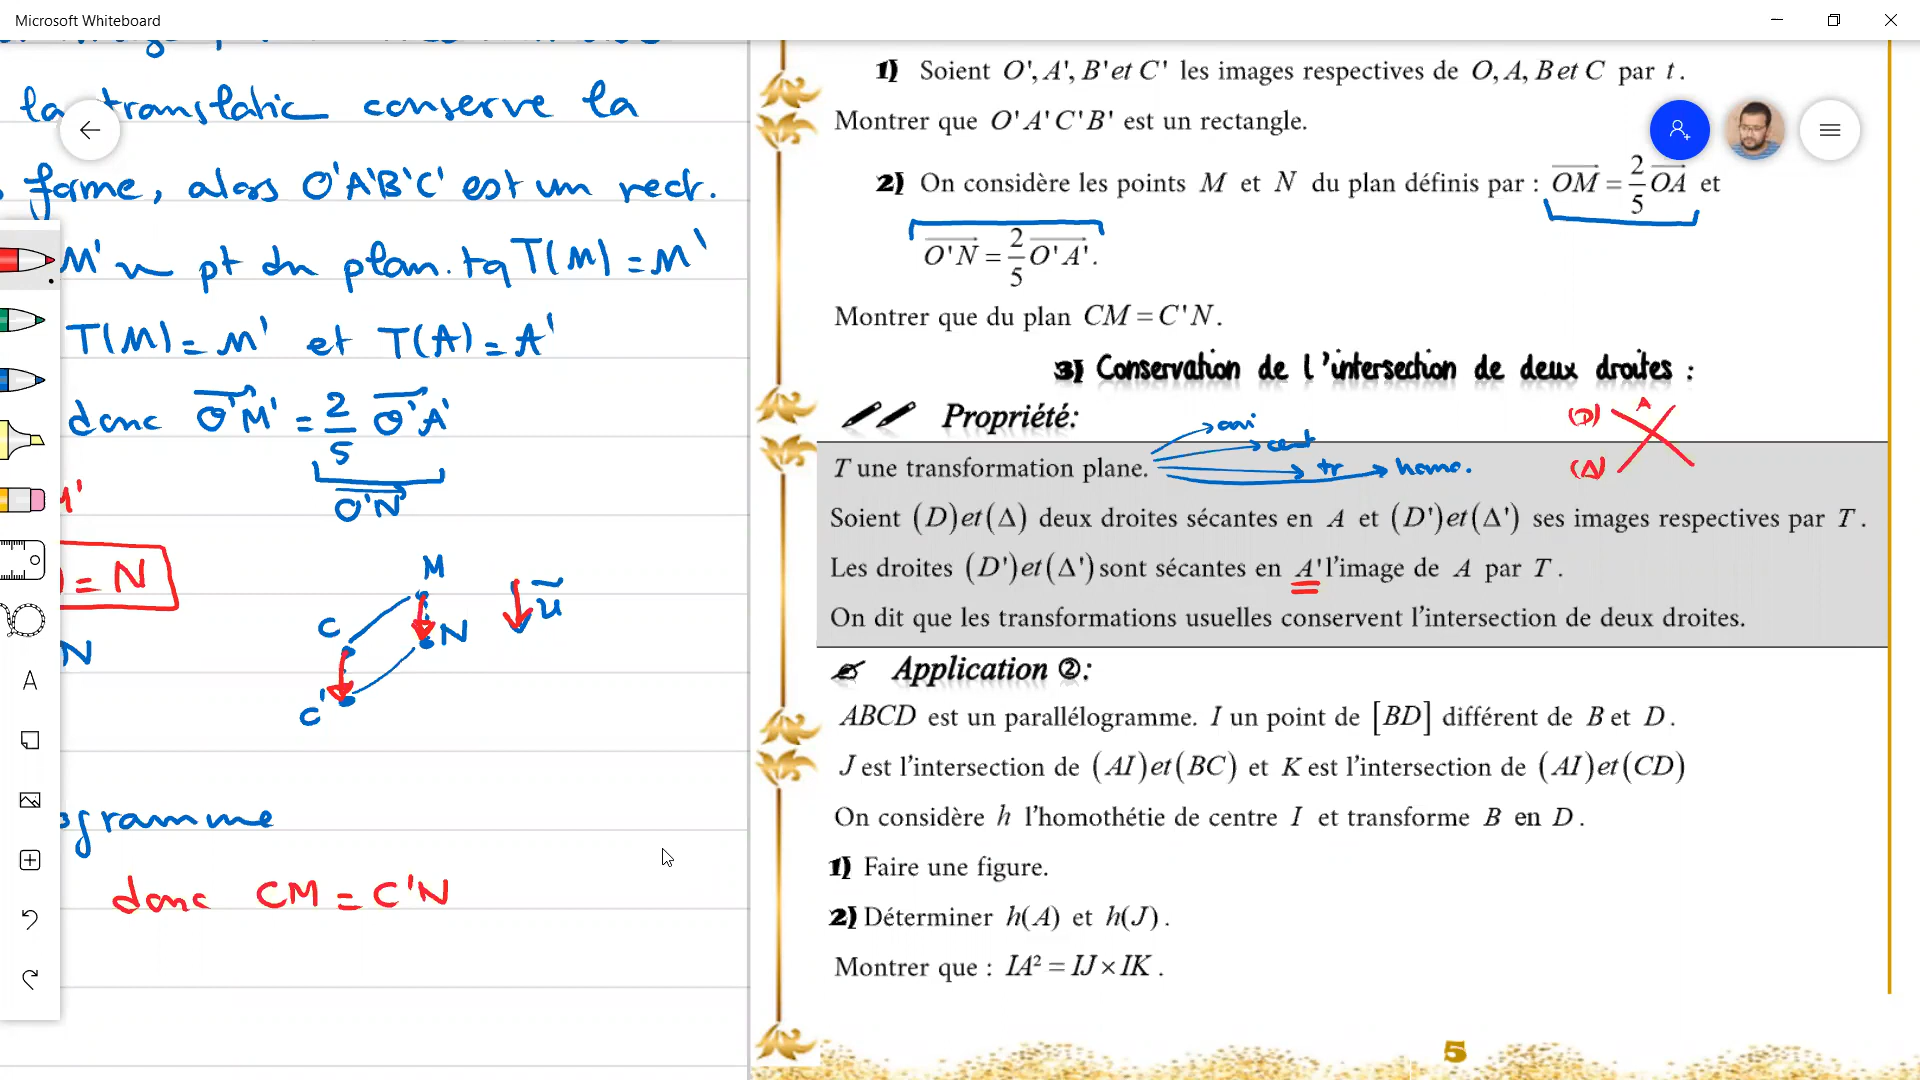 Microsoft Whiteboard
la translatio conserve la
forme, alors O'A'B'C' est un rect.
M' un pt du plan. tq T(M) = M'
T(M) = M' et T(A) = A'
donc O'M' = 2/5 O'A'
O'N
M'
= N
N
M
C
N
u
C'
ogramme
donc CM = C'N
1) Soient O', A', B' et C' les images respectives de O, A, B et C par t.
Montrer que O'A'C'B' est un rectangle.
2) On considère les points M et N du plan définis par : OM = 2/5 OA et
O'N = 2/5 O'A'.
Montrer que du plan CM = C'N.
3) Conservation de l'intersection de deux droites :
Propriété:
(D) A
(Δ)
T une transformation plane. axi cent tr homo.
Soient (D) et (Δ) deux droites sécantes en A et (D') et (Δ') ses images respectives par T.
Les droites (D') et (Δ') sont sécantes en A' l'image de A par T.
On dit que les transformations usuelles conservent l'intersection de deux droites.
Application ②:
ABCD est un parallélogramme. I un point de [BD] différent de B et D.
J est l'intersection de (AI) et (BC) et K est l'intersection de (AI) et (CD)
On considère h l'homothétie de centre I et transforme B en D.
1) Faire une figure.
2) Déterminer h(A) et h(J).
Montrer que : IA² = IJ × IK.
5